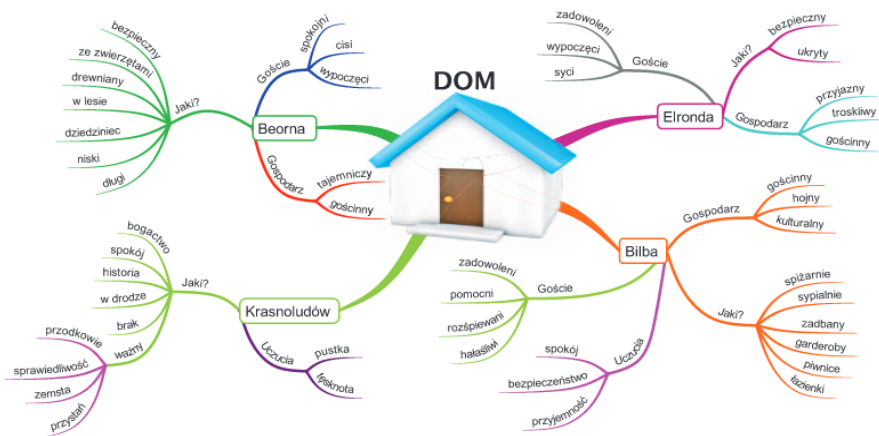 DOM
Beorna
Jaki?
bezpieczny
ze zwierzętami
drewniany
w lesie
dziedziniec
niski
długi
Goście
spokojni
cisi
wypoczęci
Gospodarz
tajemniczy
gościnny
Elronda
Goście
zadowoleni
wypoczęci
syci
Jaki?
bezpieczny
ukryty
Gospodarz
przyjazny
troskliwy
gościnny
Krasnoludów
Jaki?
bogactwo
spokój
historia
w drodze
brak
ważny
przodkowie
sprawiedliwość
zemsta
przystań
Uczucia
pustka
tęsknota
Bilba
Gospodarz
gościnny
hojny
kulturalny
Jaki?
spiżarnie
sypialnie
zadbany
garderoby
piwnice
łazienki
Goście
zadowoleni
pomocni
rozśpiewani
hałaśliwi
Uczucia
spokój
bezpieczeństwo
przyjemność